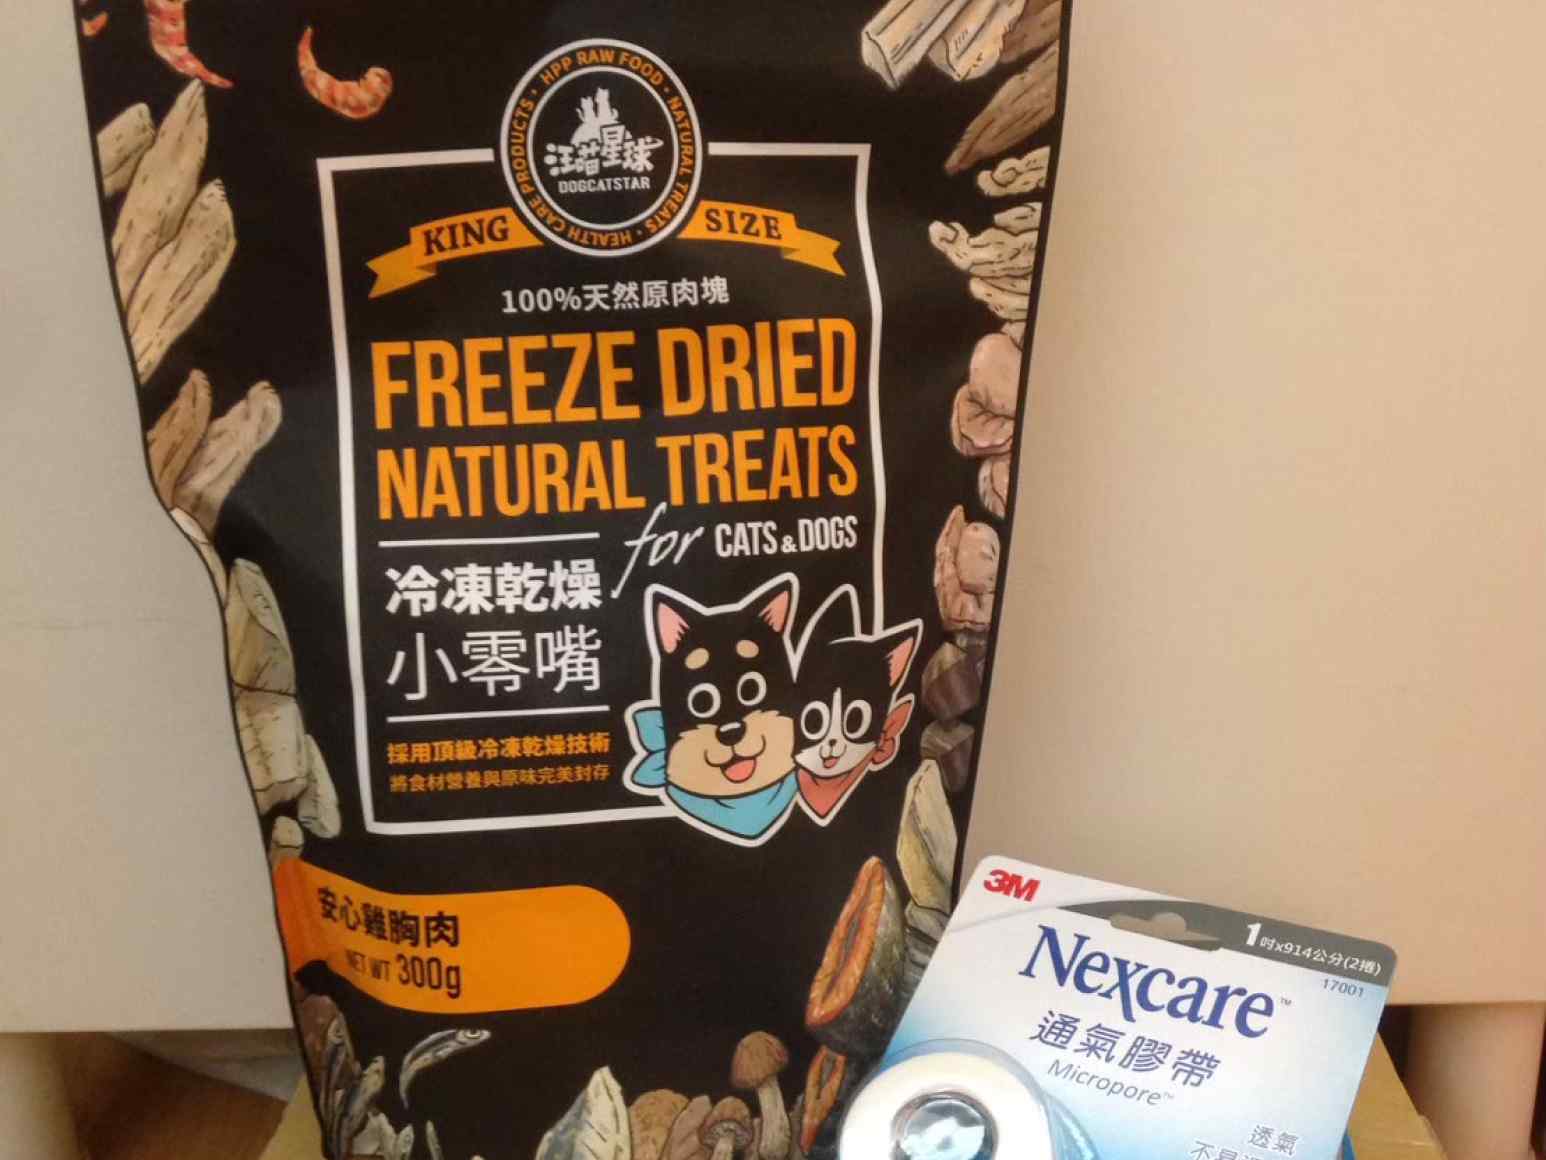 HPP RAW FOOD · NATURAL TREATS · HEALTH CARE PRODUCTS ·
汪喵星球
DOGCATSTAR
KING SIZE
100%天然原肉塊
FREEZE DRIED
NATURAL TREATS
for CATS & DOGS
冷凍乾燥
小零嘴
採用頂級冷凍乾燥技術
將食材營養與原味完美封存
安心雞胸肉
NET WT 300g
3M
1吋x914公分(2捲)
17001
Nexcare™
通氣膠帶
Micropore™
透氣
不易